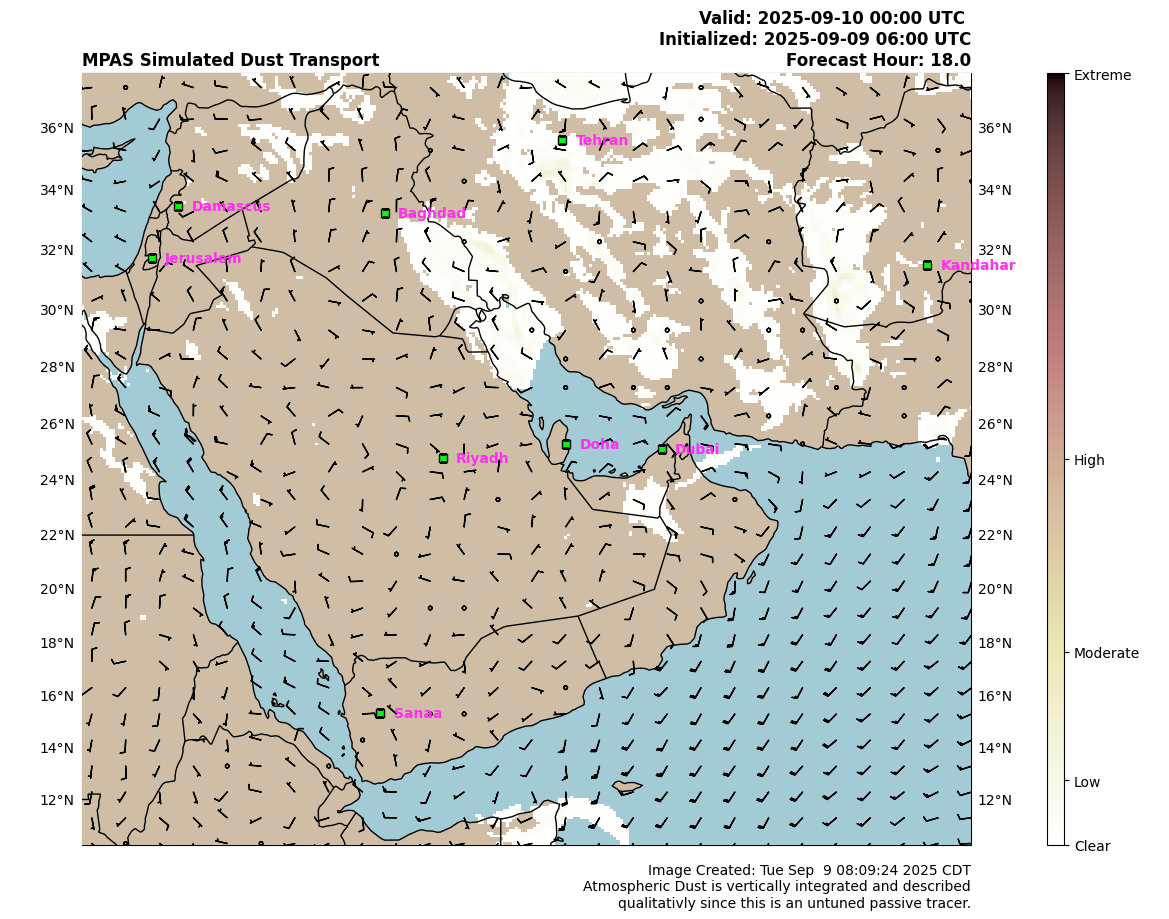 Valid: 2025-09-10 00:00 UTC
Initialized: 2025-09-09 06:00 UTC
MPAS Simulated Dust Transport
Forecast Hour: 18.0
Extreme
High
Moderate
Low
Clear
36°N
34°N
32°N
30°N
28°N
26°N
24°N
22°N
20°N
18°N
16°N
14°N
12°N
36°N
34°N
32°N
30°N
28°N
26°N
24°N
22°N
20°N
18°N
16°N
14°N
12°N
Tehran
Damascus
Baghdad
Jerusalem
Kandahar
Doha
Dubai
Riyadh
Sanaa
Image Created: Tue Sep  9 08:09:24 2025 CDT
Atmospheric Dust is vertically integrated and described
qualitativly since this is an untuned passive tracer.